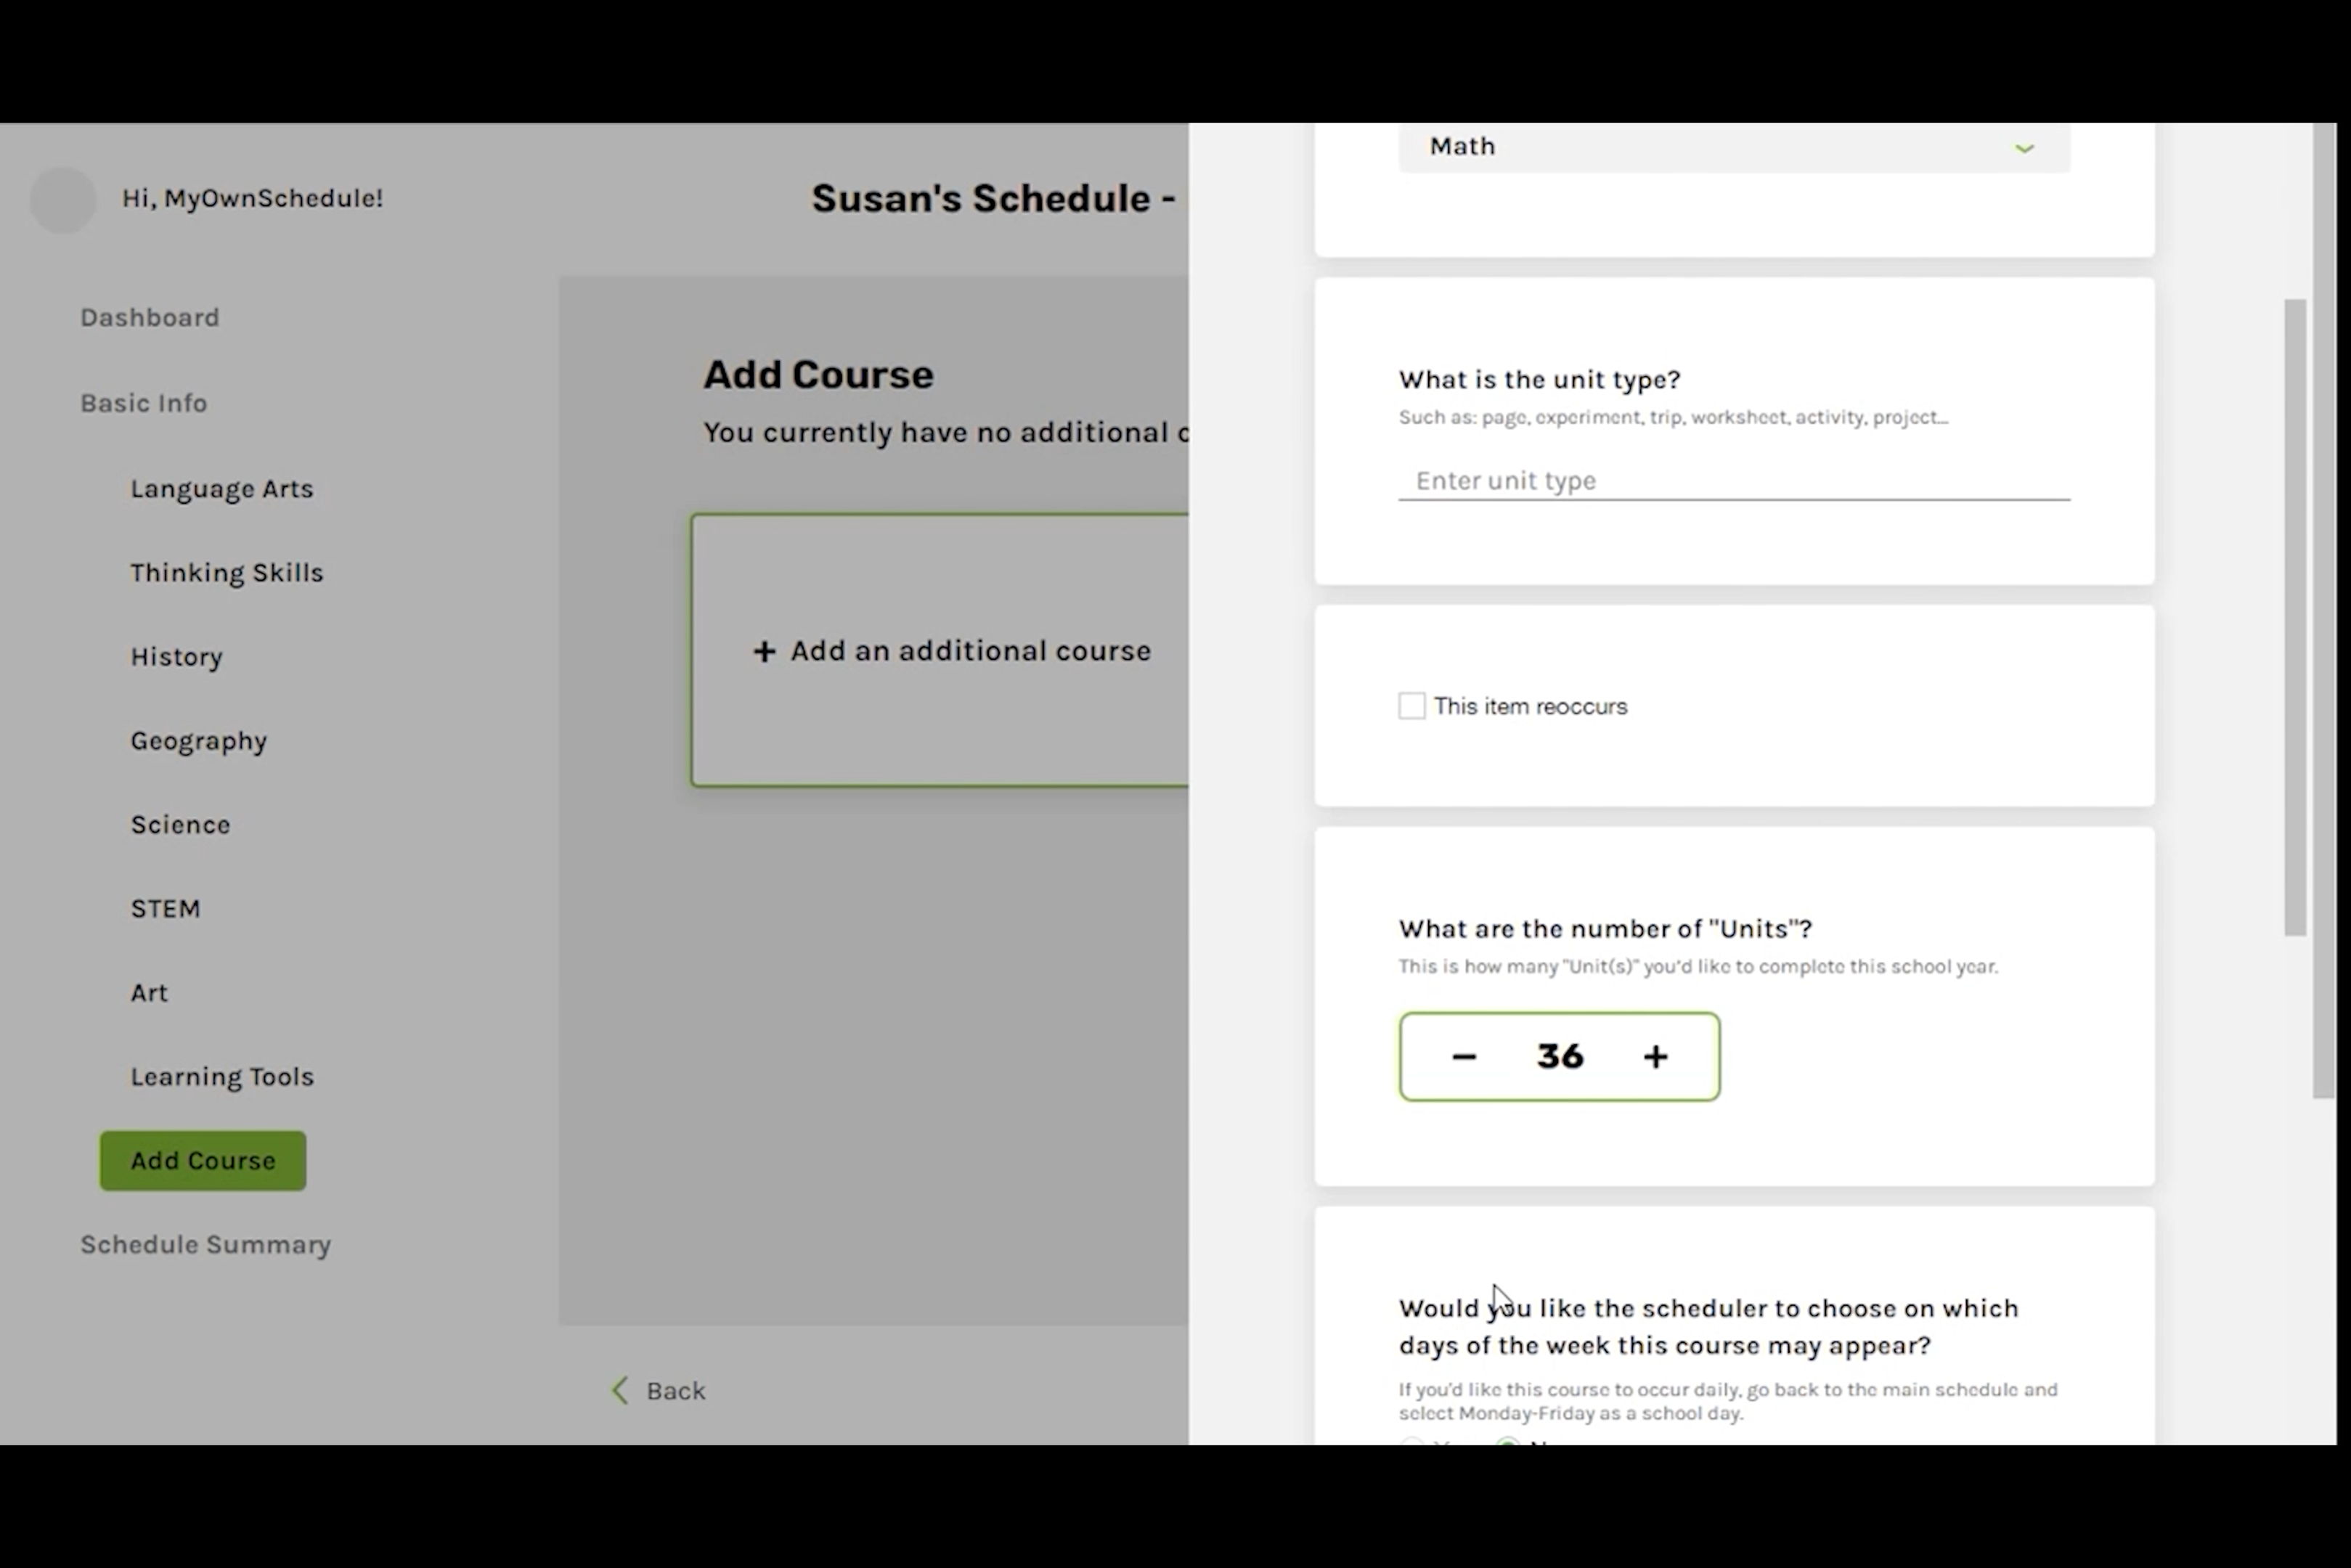 Hi, MyOwnSchedule!
Dashboard
Basic Info
Language Arts
Thinking Skills
History
Geography
Science
STEM
Art
Learning Tools
Add Course
Schedule Summary
Susan's Schedule -
Add Course
You currently have no additional
+ Add an additional course
Back
Math
What is the unit type?
Such as: page, experiment, trip, worksheet, activity, project...
Enter unit type
This item reoccurs
What are the number of "Units"?
This is how many "Unit(s)" you'd like to complete this school year.
− 36 +
Would you like the scheduler to choose on which
days of the week this course may appear?
If you'd like this course to occur daily, go back to the main schedule and
select Monday-Friday as a school day.